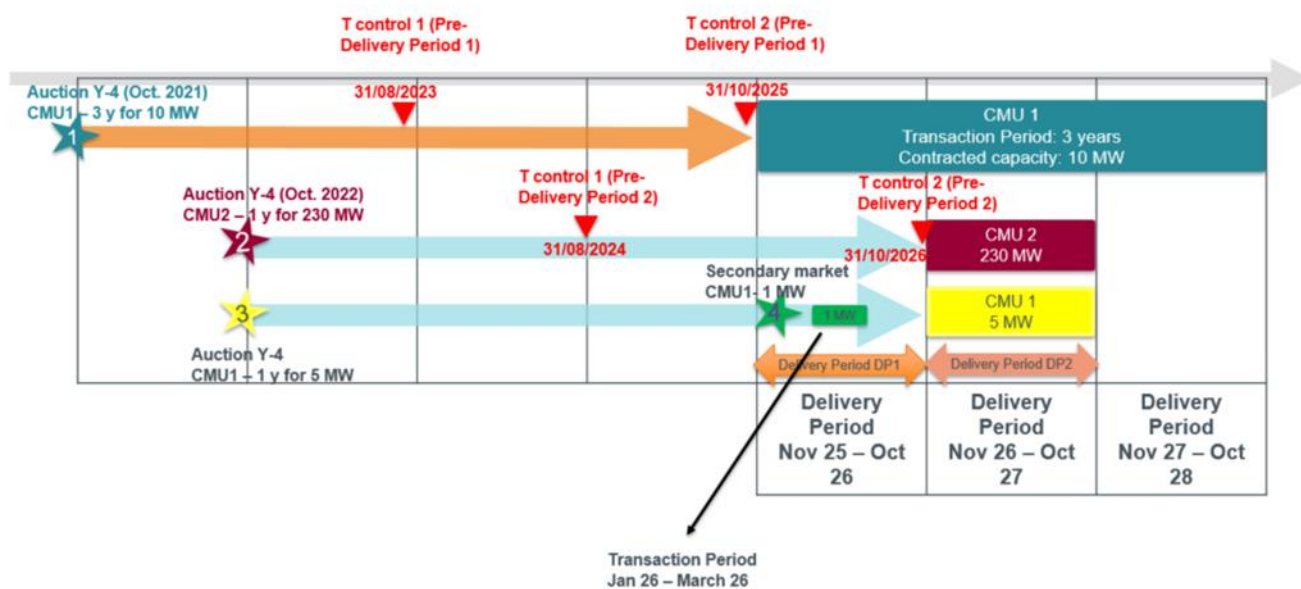 T control 1 (Pre-
Delivery Period 1)
T control 2 (Pre-
Delivery Period 1)
Auction Y-4 (Oct. 2021)
CMU1 – 3 y for 10 MW
31/08/2023
31/10/2025
1
CMU 1
Transaction Period: 3 years
Contracted capacity: 10 MW
T control 1 (Pre-
Delivery Period 2)
T control 2 (Pre-
Delivery Period 2)
Auction Y-4 (Oct. 2022)
CMU2 – 1 y for 230 MW
2
31/08/2024
31/10/2026
CMU 2
230 MW
Secondary market
CMU1- 1 MW
3
4
1 MW
CMU 1
5 MW
Auction Y-4
CMU1 – 1 y for 5 MW
Delivery Period DP1
Delivery Period DP2
Delivery
Period
Nov 25 – Oct
26
Delivery
Period
Nov 26 – Oct
27
Delivery
Period
Nov 27 – Oct
28
Transaction Period
Jan 26 – March 26